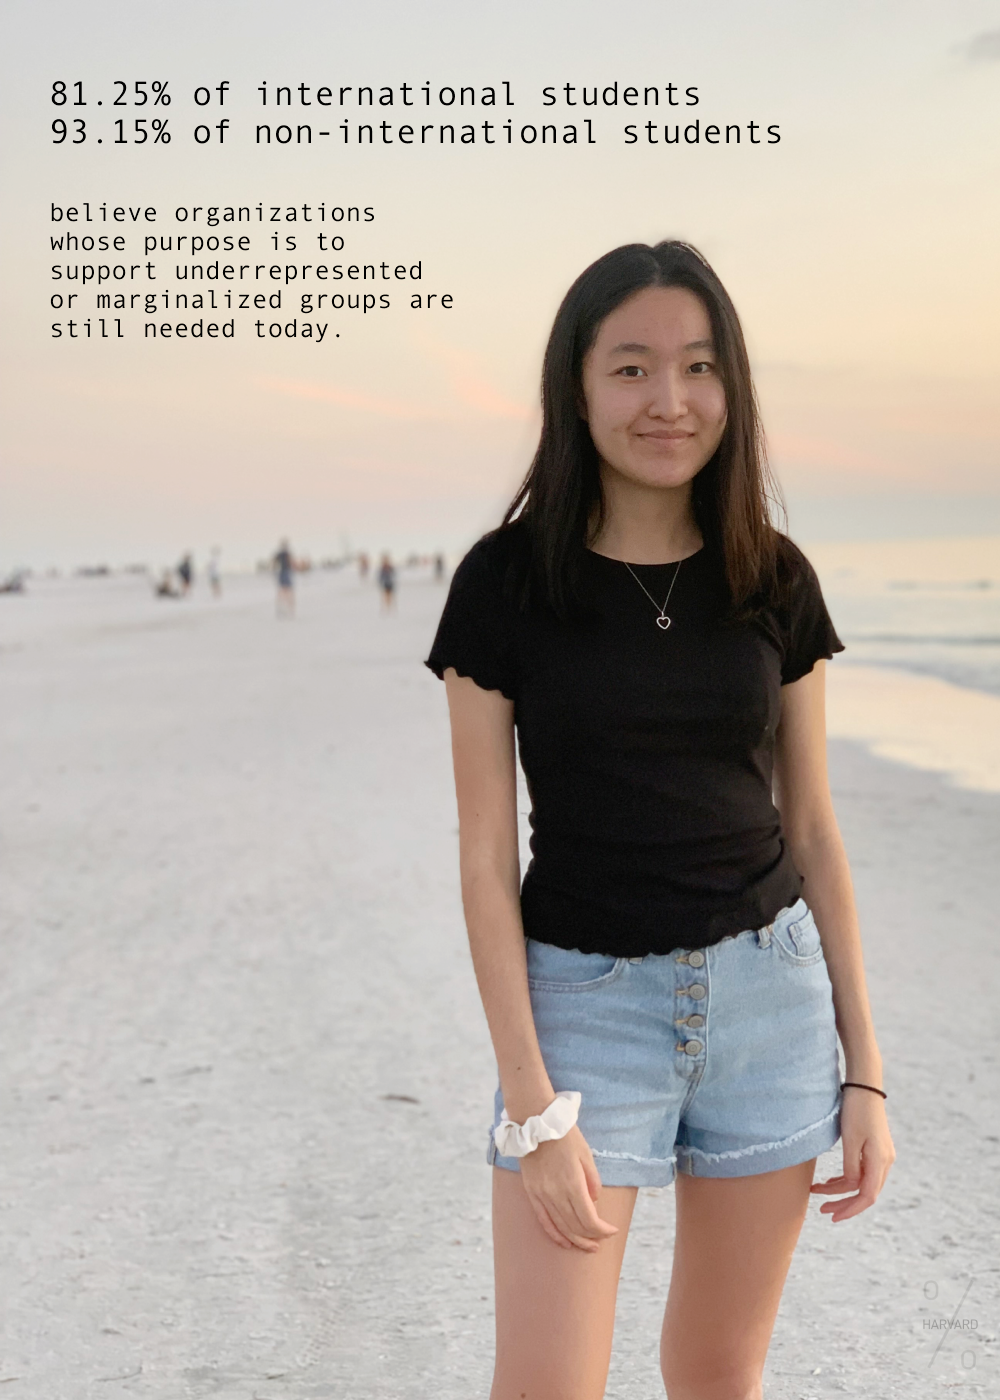 81.25% of international students
93.15% of non-international students
believe organizations
whose purpose is to
support underrepresented
or marginalized groups are
still needed today.
HARVARD